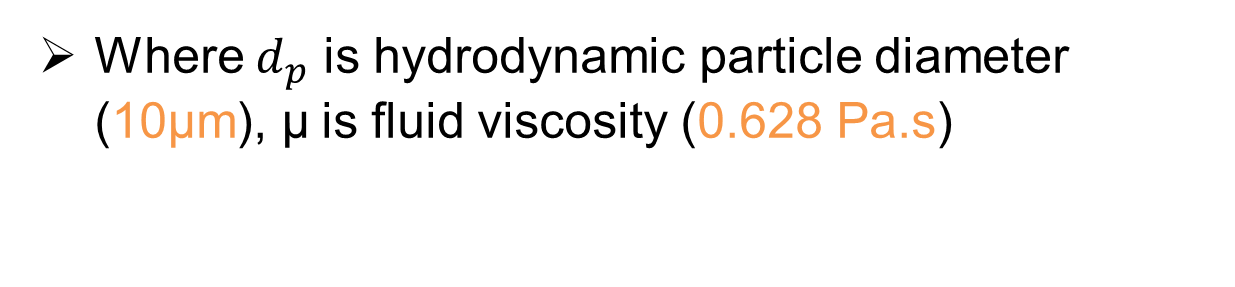 ➢ Where 𝑑𝑝 is hydrodynamic particle diameter
(10μm), μ is fluid viscosity (0.628 Pa.s)